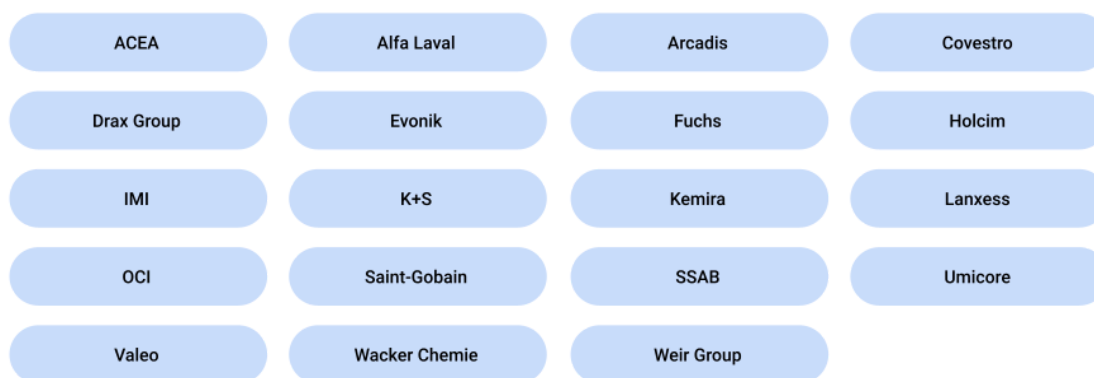 ACEA
Alfa Laval
Arcadis
Covestro
Drax Group
Evonik
Fuchs
Holcim
IMI
K+S
Kemira
Lanxess
OCI
Saint-Gobain
SSAB
Umicore
Valeo
Wacker Chemie
Weir Group